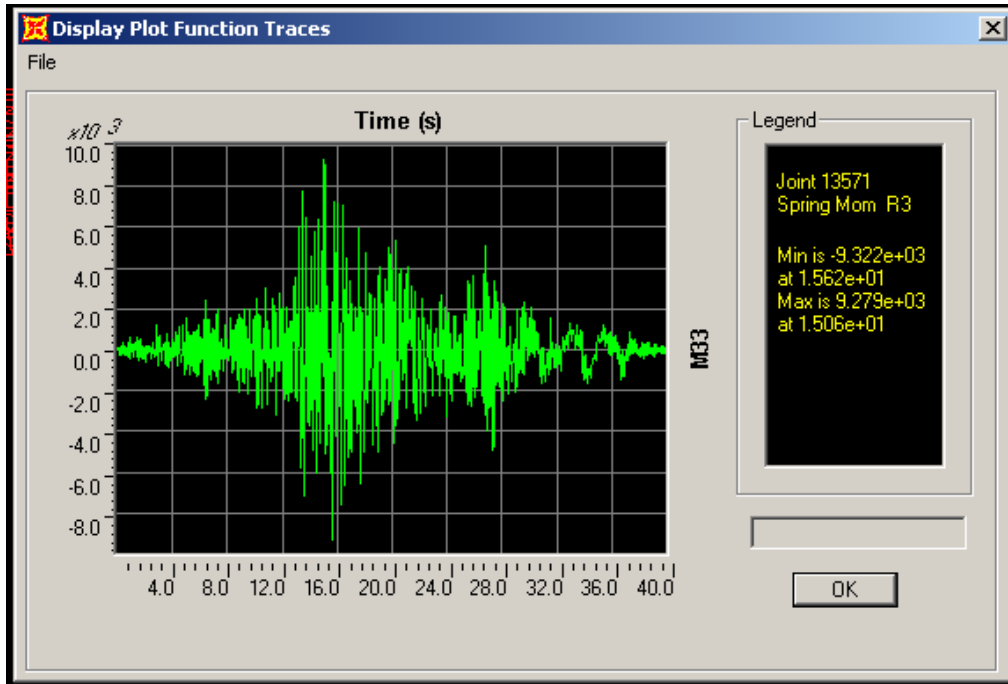 Display Plot Function Traces
File
x10 3
Time (s)
10.0
8.0
6.0
4.0
2.0
0.0
-2.0
-4.0
-6.0
-8.0
4.0 8.0 12.0 16.0 20.0 24.0 28.0 32.0 36.0 40.0
M33
Legend
Joint 13571
Spring Mom R3
Min is -9.322e+03
at 1.562e+01
Max is 9.279e+03
at 1.506e+01
OK